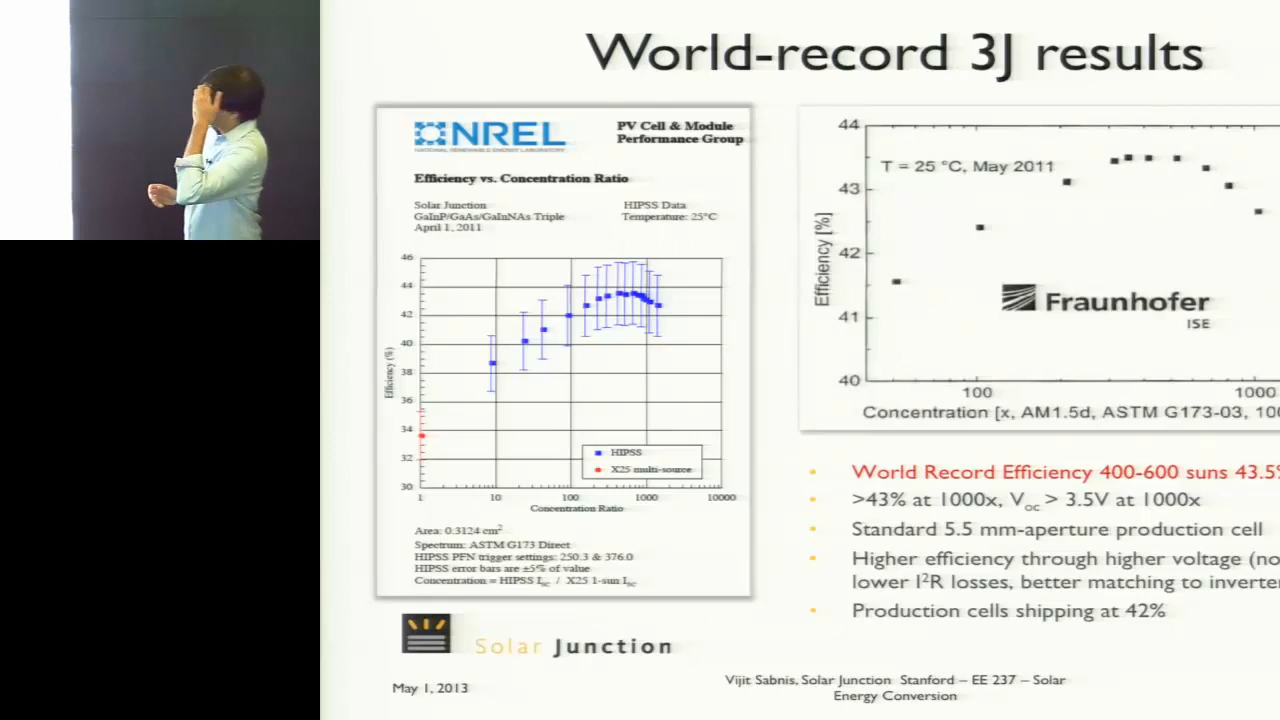 World-record 3J results
NREL
NATIONAL RENEWABLE ENERGY LABORATORY
PV Cell & Module
Performance Group
Efficiency vs. Concentration Ratio
Solar Junction
GaInP/GaAs/GaInNAs Triple
April 1, 2011
HIPSS Data
Temperature: 25°C
46
44
42
40
38
36
34
32
30
Efficiency (%)
HIPSS
X25 multi-source
1 10 100 1000 10000
Concentration Ratio
Area: 0.3124 cm²
Spectrum: ASTM G173 Direct
HIPSS PFN trigger settings: 250.3 & 376.0
HIPSS error bars are ±5% of value
Concentration = HIPSS Isc / X25 1-sun Isc
44
43
42
41
40
Efficiency [%]
T = 25 °C, May 2011
Fraunhofer
ISE
100 1000
Concentration [x, AM1.5d, ASTM G173-03, 100
• World Record Efficiency 400-600 suns 43.5%
• >43% at 1000x, Voc > 3.5V at 1000x
• Standard 5.5 mm-aperture production cell
• Higher efficiency through higher voltage (no
lower I²R losses, better matching to inverte
• Production cells shipping at 42%
Solar Junction
May 1, 2013
Vijit Sabnis, Solar Junction Stanford – EE 237 – Solar
Energy Conversion